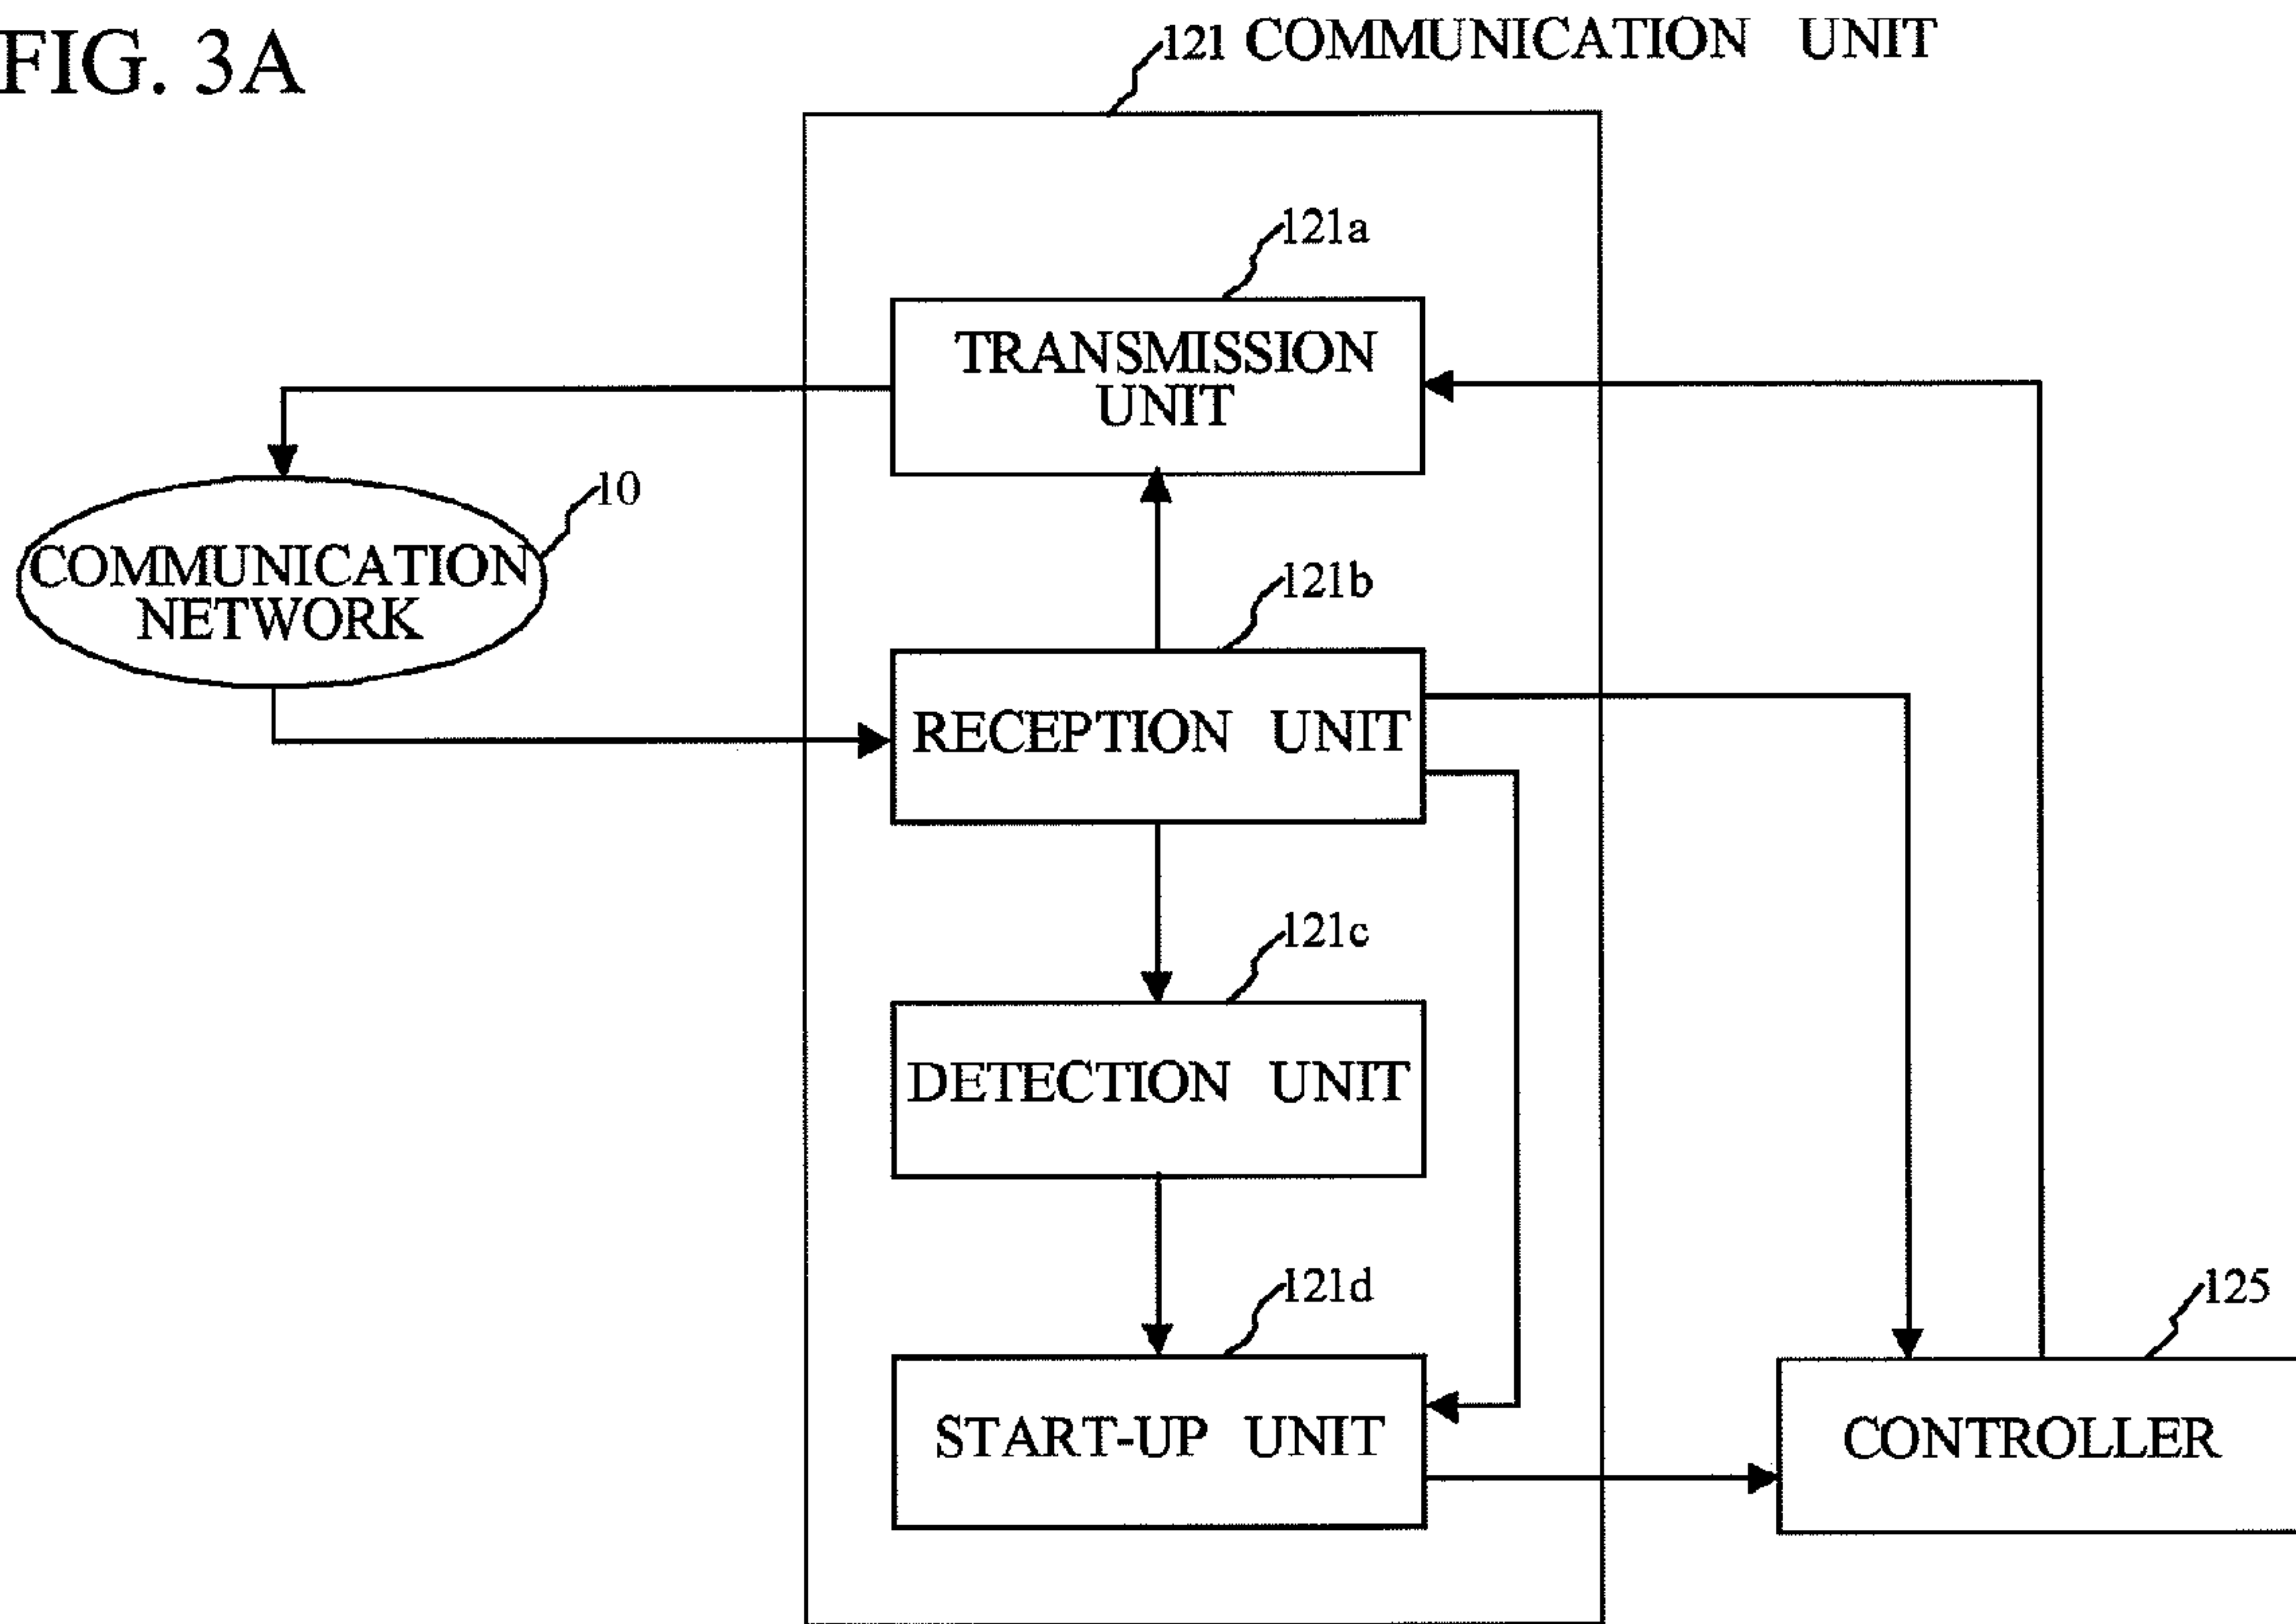 FIG. 3A
121 COMMUNICATION UNIT
121a
TRANSMISSION
UNIT
10
COMMUNICATION
NETWORK
121b
RECEPTION UNIT
121c
DETECTION UNIT
121d
START-UP UNIT
125
CONTROLLER